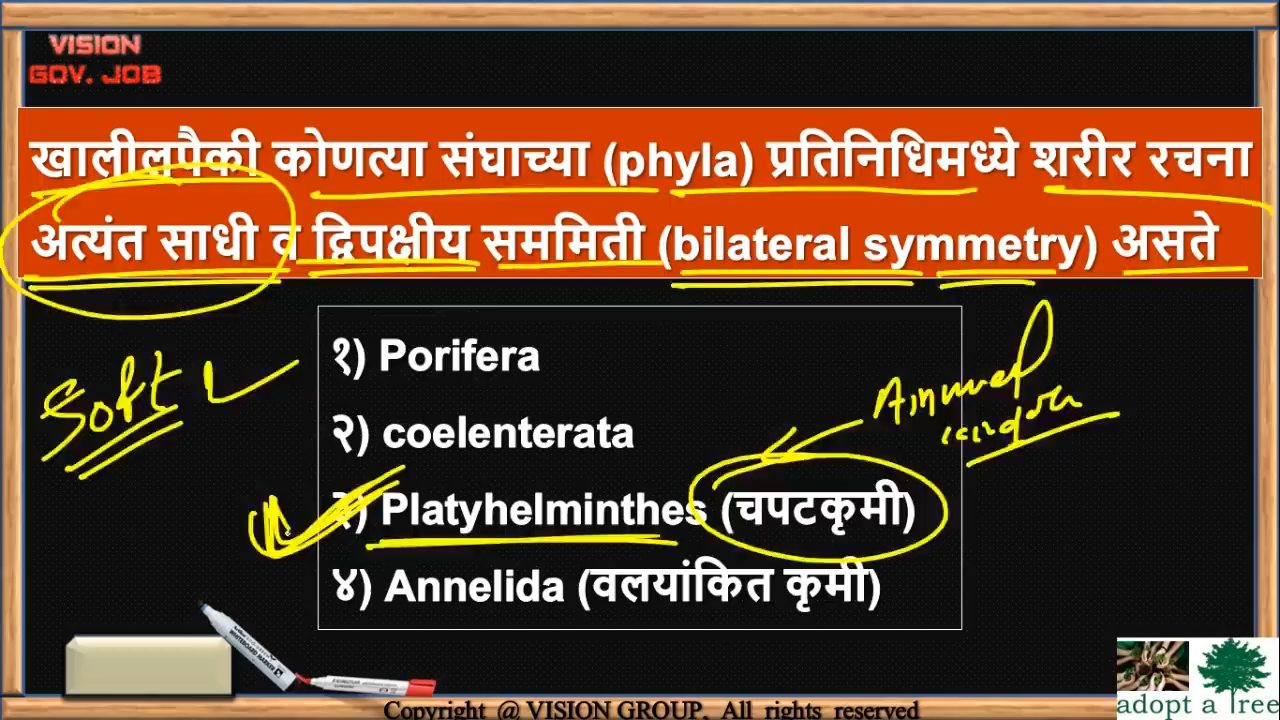 VISION
GOV. JOB
खालीलपैकी कोणत्या संघाच्या (phyla) प्रतिनिधिमध्ये शरीर रचना
अत्यंत साधी व द्विपक्षीय सममिती (bilateral symmetry) असते
१) Porifera
२) coelenterata
३) Platyhelminthes (चपटकृमी)
४) Annelida (वलयांकित कृमी)
Soft
Copyright @ VISION GROUP. All rights reserved
adopt a Tree